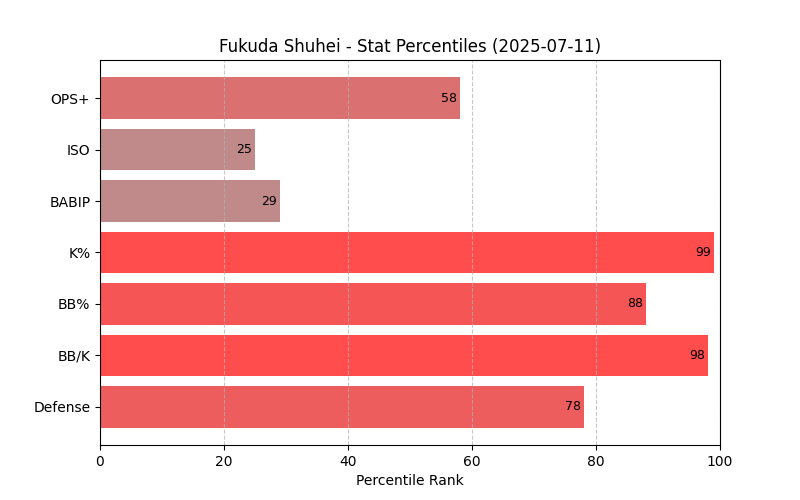 Fukuda Shuhei - Stat Percentiles (2025-07-11)
OPS+ 58
ISO 25
BABIP 29
K% 99
BB% 88
BB/K 98
Defense 78
0 20 40 60 80 100
Percentile Rank